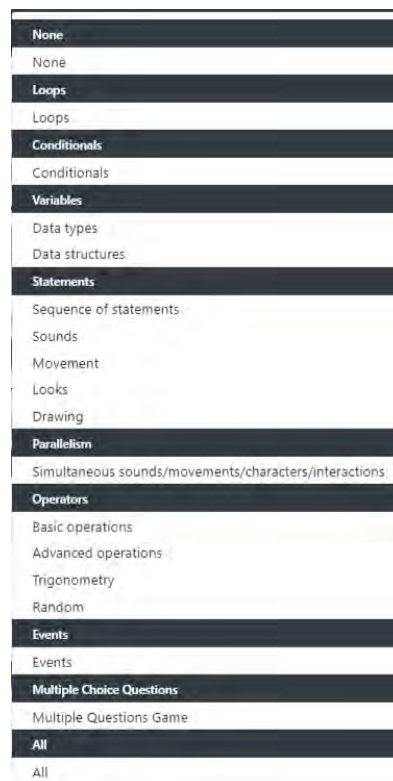 None
None
Loops
Loops
Conditionals
Conditionals
Variables
Data types
Data structures
Statements
Sequence of statements
Sounds
Movement
Looks
Drawing
Parallelism
Simultaneous sounds/movements/characters/interactions
Operators
Basic operations
Advanced operations
Trigonometry
Random
Events
Events
Multiple Choice Questions
Multiple Questions Game
All
All